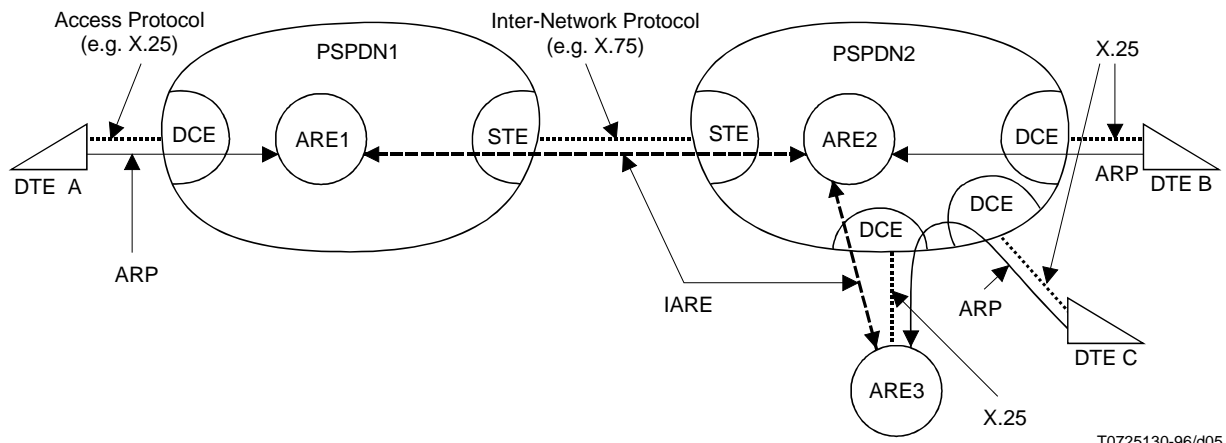 Access Protocol
(e.g. X.25)
Inter-Network Protocol
(e.g. X.75)
PSPDN1
PSPDN2
X.25
DCE
ARE1
STE
STE
ARE2
DCE
DTE A
ARP
DTE B
DCE
DCE
ARP
IARE
ARP
DTE C
ARE3
X.25
T0725130-96/d05